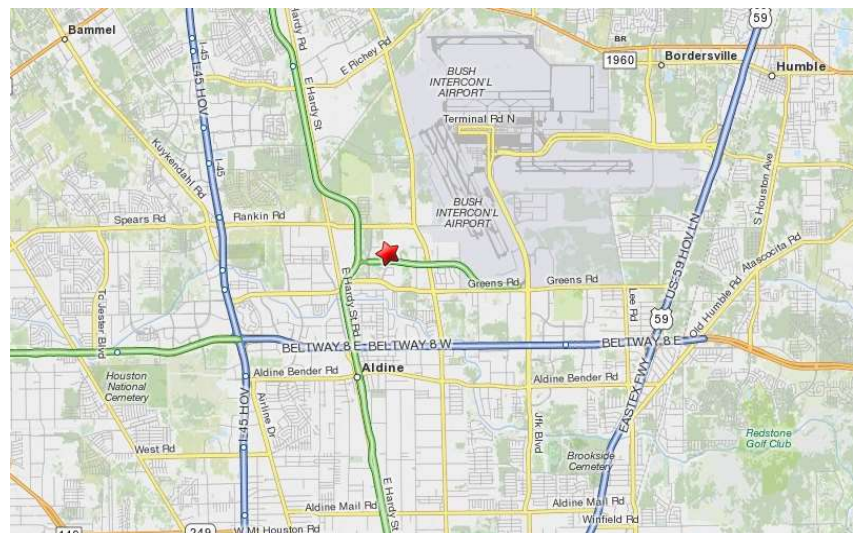 Bammel
I-45 HOV
I-45
E Hardy St
E Hardy Rd
E Richey Rd
BUSH
INTERCON'L
AIRPORT
Terminal Rd N
BR
1960
Bordersville
59
Humble
Kuykendahl Rd
Spears Rd
Rankin Rd
BUSH
INTERCON'L
AIRPORT
S Houston Ave
US-59 HOV LN
Atascocita Rd
Tc Jester Blvd
E Hardy St Rd
Greens Rd
Greens Rd
Lee Rd
59
Old Humble Rd
BELTWAY 8 E-BELTWAY 8 W
BELTWAY 8 E
Houston
National
Cemetery
Aldine Bender Rd
Aldine
Aldine Bender Rd
I-45 HOV
Airline Dr
Jfk Blvd
EASTEX FWY
Redstone
Golf Club
West Rd
Brookside
Cemetery
E Hardy St
Aldine Mail Rd
Aldine Mail Rd
249
W Mt Houston Rd
Winfield Rd